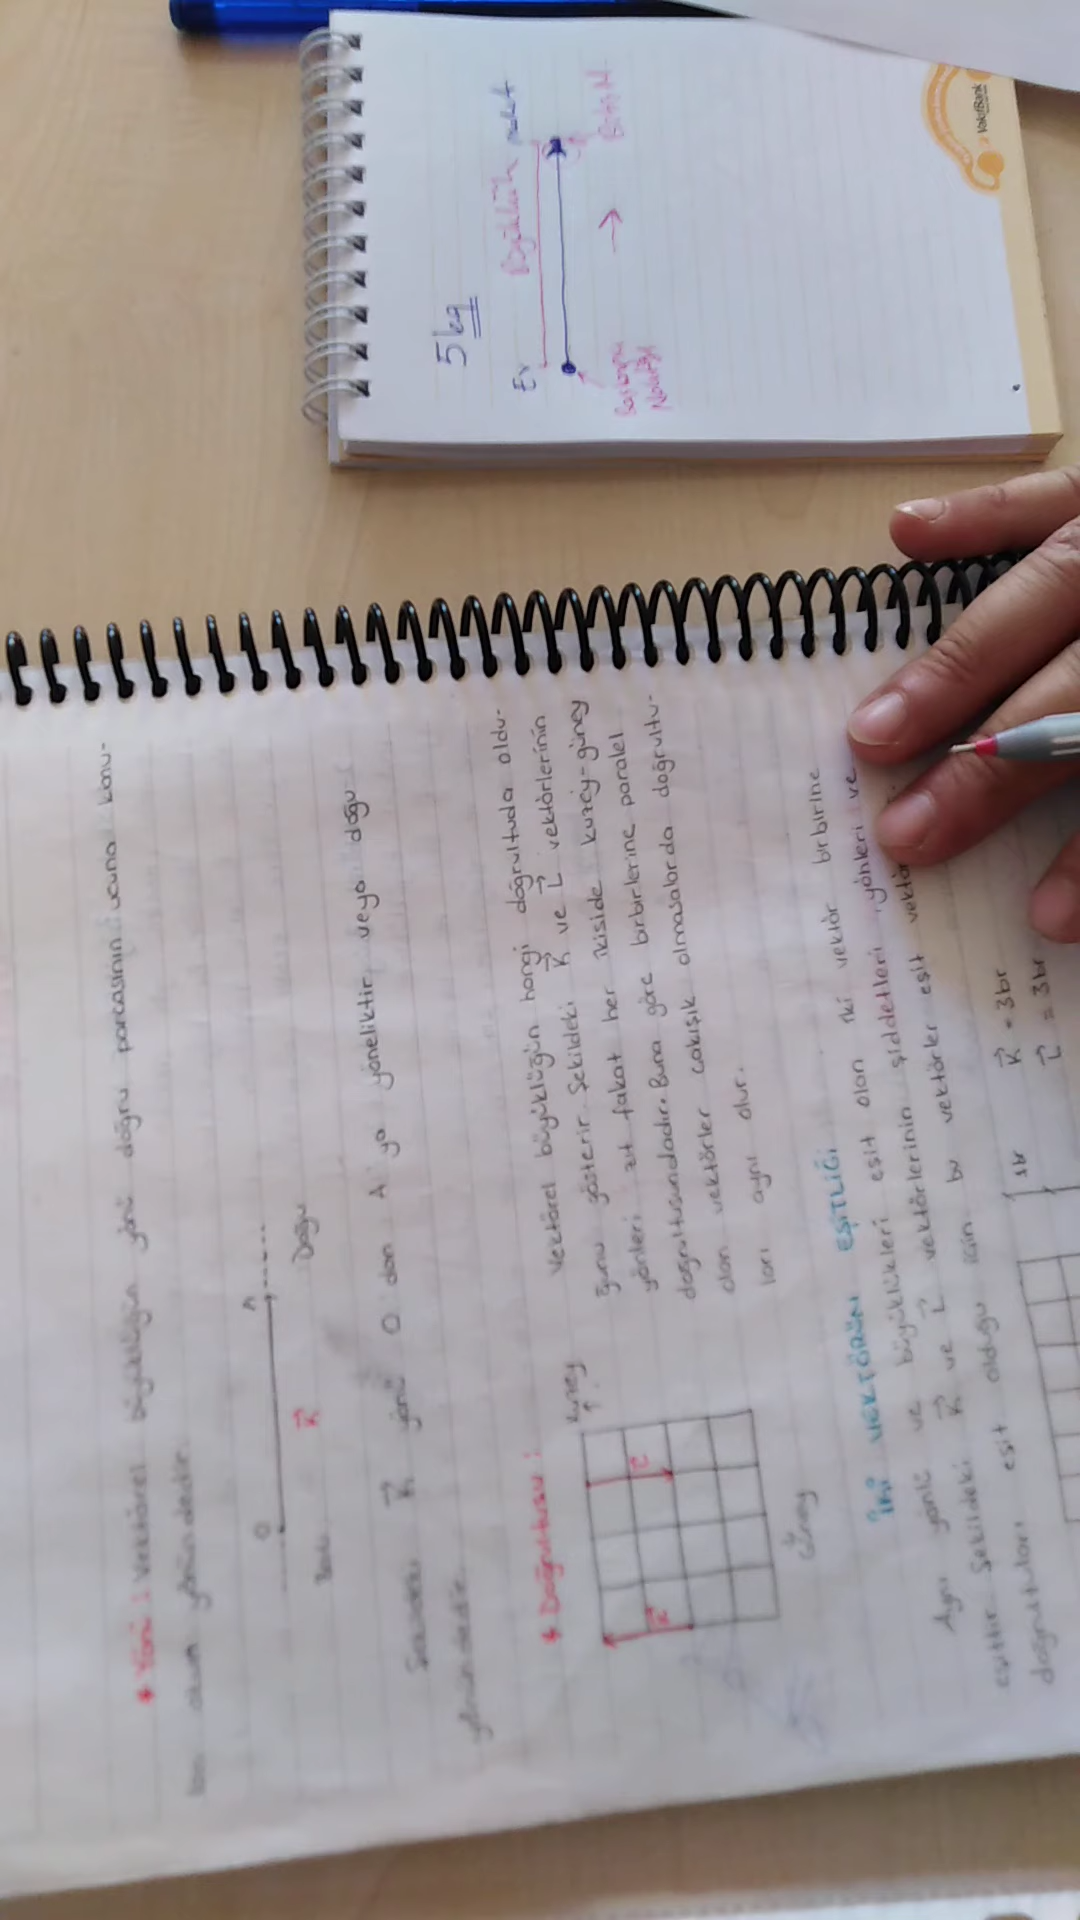 5 kg
Ev
Büyüklük
market
Başlangıç
Noktası
→
Bitiş N.
VakıfBank
* Yönü : Vektörel büyüklüğün yönü doğru parçasının ucuna konu-
lan okun yönündedir.
O
A
Batı
K
Doğu
Şekildeki K yönü O dan A ya yöneliktir veya doğu
yönündedir.
* Doğrultusu :
Vektörel büyüklüğün hangi doğrultuda oldu-
ğunu gösterir. Şekildeki K ve L vektörlerinin
yönleri zıt fakat her ikiside kuzey-güney
doğrultusundadır. Buna göre birbirlerine paralel
olan vektörler çakışık olmasalarda doğrultu-
ları aynı olur.
Kuzey
K
L
Güney
İKİ VEKTÖRÜN EŞİTLİĞİ
Aynı yönlü ve büyüklükleri eşit olan iki vektör birbirine
eşittir. Şekildeki K ve L vektörlerinin şiddetleri, yönleri ve
doğrultuları eşit olduğu için bu vektörler eşit
1br
K = 3br
L = 3br